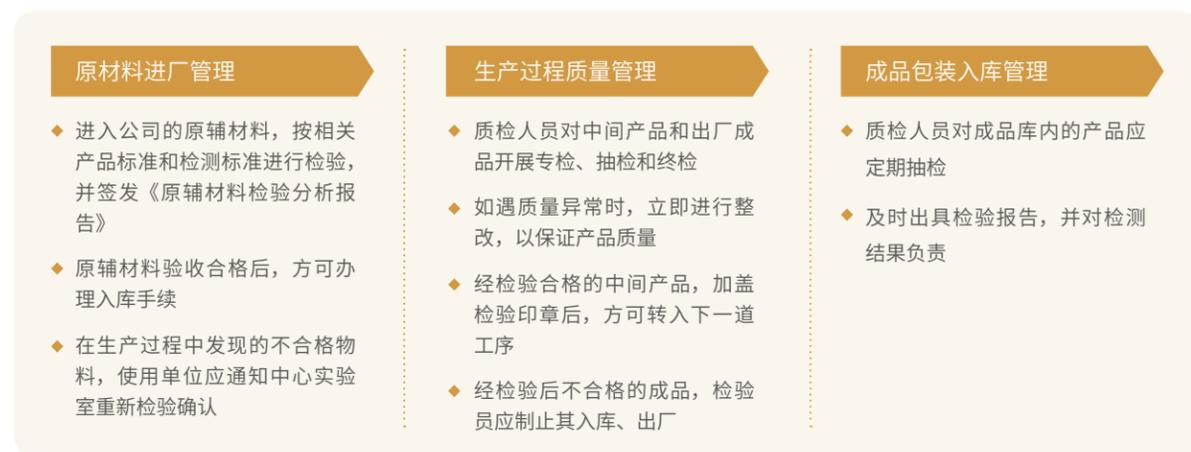 原材料进厂管理
进入公司的原辅材料，按相关
产品标准和检测标准进行检验，
并签发《原辅材料检验分析报
告》
原辅材料验收合格后，方可办
理入库手续
在生产过程中发现的不合格物
料，使用单位应通知中心实验
室重新检验确认
生产过程质量管理
质检人员对中间产品和出厂成
品开展专检、抽检和终检
如遇质量异常时，立即进行整
改，以保证产品质量
经检验合格的中间产品，加盖
检验印章后，方可转入下一道
工序
经检验后不合格的成品，检验
员应制止其入库、出厂
成品包装入库管理
质检人员对成品库内的产品应
定期抽检
及时出具检验报告，并对检测
结果负责